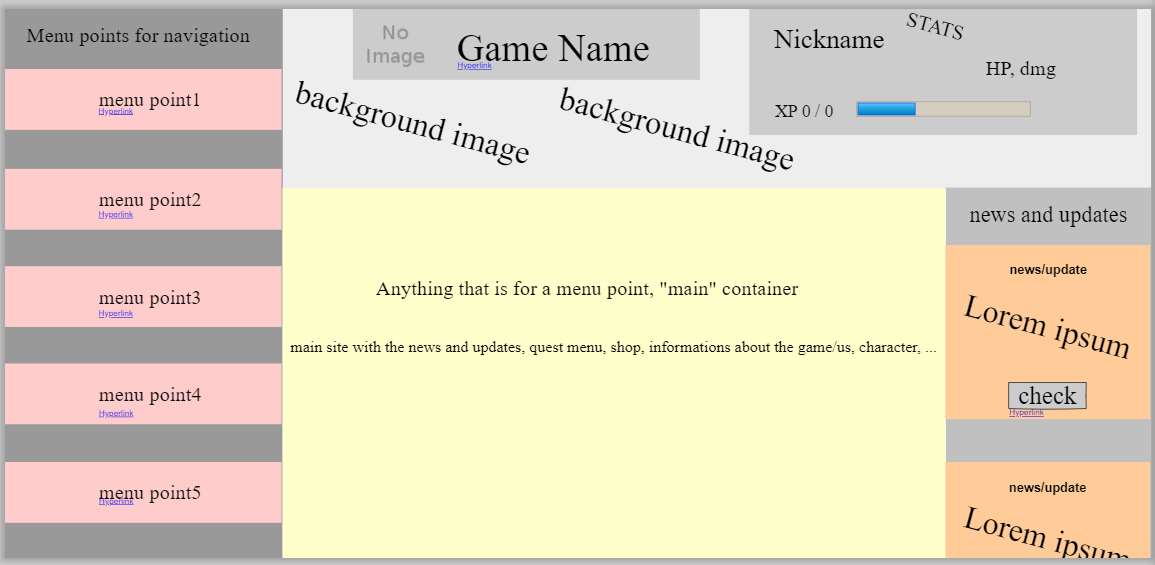 Menu points for navigation
menu point1
Hyperlink
menu point2
Hyperlink
menu point3
Hyperlink
menu point4
Hyperlink
menu point5
Hyperlink
No
Image
Game Name
Hyperlink
background image
background image
Nickname
STATS
HP, dmg
XP 0 / 0
Anything that is for a menu point, "main" container
main site with the news and updates, quest menu, shop, informations about the game/us, character, ...
news and updates
news/update
Lorem ipsum
check
Hyperlink
news/update
Lorem ipsum